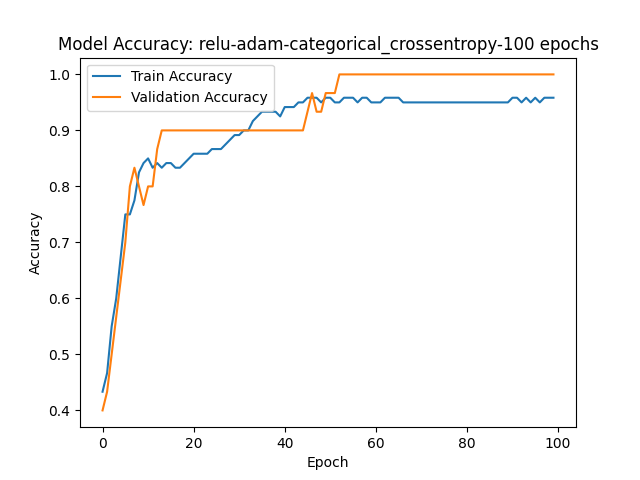 Model Accuracy: relu-adam-categorical_crossentropy-100 epochs
Train Accuracy
Validation Accuracy
Accuracy
1.0
0.9
0.8
0.7
0.6
0.5
0.4
0 20 40 60 80 100
Epoch